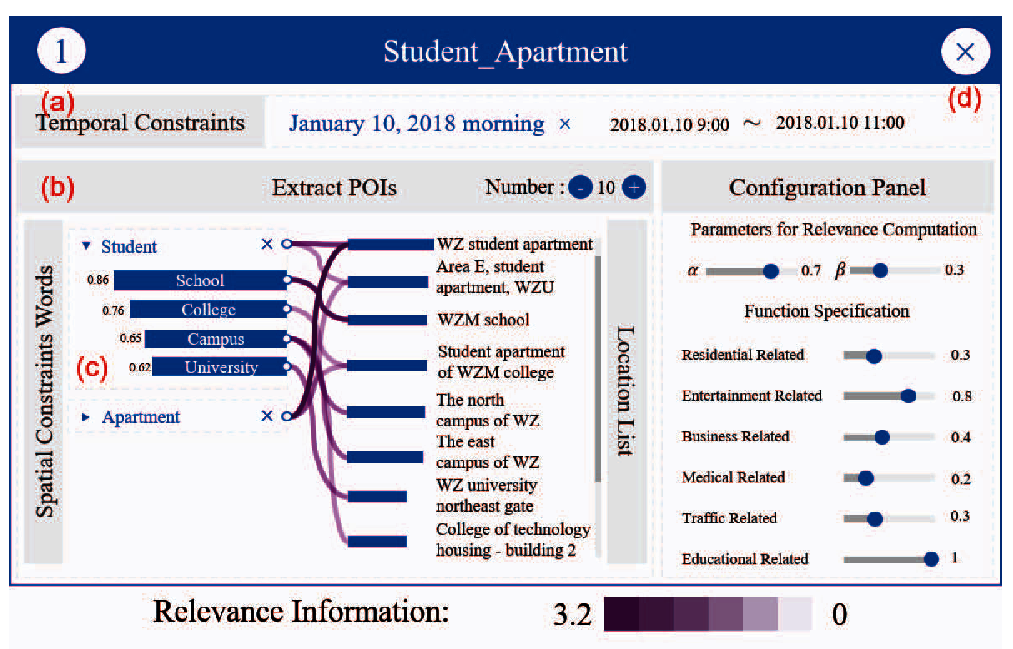 1
Student_Apartment
×
(a)
(d)
Temporal Constraints
January 10, 2018 morning ×
2018.01.10 9:00 ~ 2018.01.10 11:00
(b)
Extract POIs
Number : - 10 +
Spatial Constraints Words
▼ Student ×
0.86 School
0.76 College
0.65 Campus
(c)
0.62 University
► Apartment ×
WZ student apartment
Area E, student
apartment, WZU
WZM school
Student apartment
of WZM college
The north
campus of WZ
The east
campus of WZ
WZ university
northeast gate
College of technology
housing - building 2
Location List
Configuration Panel
Parameters for Relevance Computation
α 0.7 β 0.3
Function Specification
Residential Related 0.3
Entertainment Related 0.8
Business Related 0.4
Medical Related 0.2
Traffic Related 0.3
Educational Related 1
Relevance Information: 3.2 0